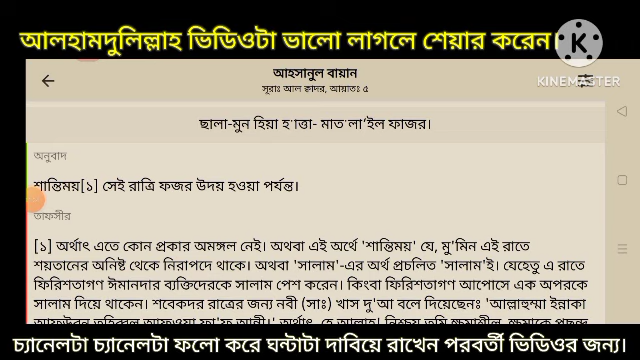 আলহামদুলিল্লাহ ভিডিওটা ভালো লাগলে শেয়ার করেন।
KINEMASTER
আহসানুল বায়ান
সূরাঃ আল ক্বাদর, আয়াতঃ ৫
ছালা-মুন হিয়া হ'াত্তা- মাত'লা'ইল ফাজর।
অনুবাদ
শান্তিময়[১] সেই রাত্রি ফজর উদয় হওয়া পর্যন্ত।
তাফসীর
[১] অর্থাৎ এতে কোন প্রকার অমঙ্গল নেই। অথবা এই অর্থে 'শান্তিময়' যে, মু'মিন এই রাতে
শয়তানের অনিষ্ট থেকে নিরাপদে থাকে। অথবা 'সালাম'-এর অর্থ প্রচলিত 'সালাম'ই। যেহেতু এ রাতে
ফিরিশতাগণ ঈমানদার ব্যক্তিদেরকে সালাম পেশ করেন। কিংবা ফিরিশতাগণ আপোসে এক অপরকে
সালাম দিয়ে থাকেন। শবেকদর রাত্রের জন্য নবী (সাঃ) খাস দু'আ বলে দিয়েছেনঃ 'আল্লাহুম্মা ইন্নাকা
চ্যানেলটা চ্যানেলটা ফলো করে ঘন্টাটা দাবিয়ে রাখেন পরবর্তী ভিডিওর জন্য।